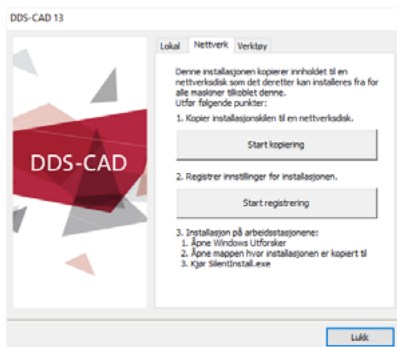 DDS-CAD 13
Lokal Nettverk Verktøy
Denne installasjonen kopierer innholdet til en
nettverksdisk som det deretter kan installeres fra for
alle maskiner tilkoblet denne.
Utfør følgende punkter:
1. Kopier installasjonskilen til en nettverksdisk.
Start kopiering
DDS-CAD
2. Registrer innstillinger for installasjonen.
Start registrering
3. Installasjon på arbeidsstasjonene:
1. Åpne Windows Utforsker
2. Åpne mappen hvor installasjonen er kopiert til
3. Kjør SilentInstall.exe
Lukk